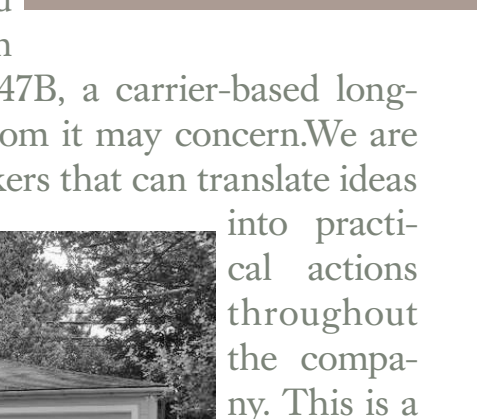 47B, a carrier-based long-
om it may concern.We are
kers that can translate ideas
into practi-
cal actions
throughout
the compa-
ny. This is a